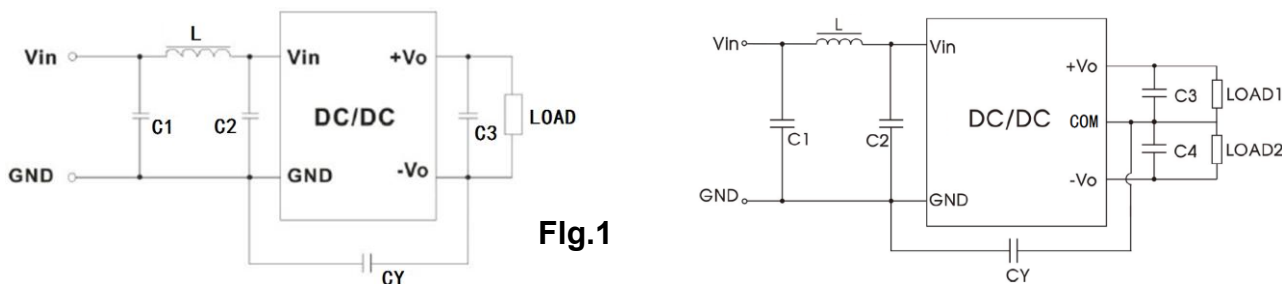 L
Vin
Vin
+Vo
C1
C2
DC/DC
C3
LOAD
GND
GND
-Vo
CY
FIg.1
L
Vin
Vin
+Vo
C3
LOAD1
C1
C2
DC/DC
COM
C4
LOAD2
-Vo
GND
GND
CY